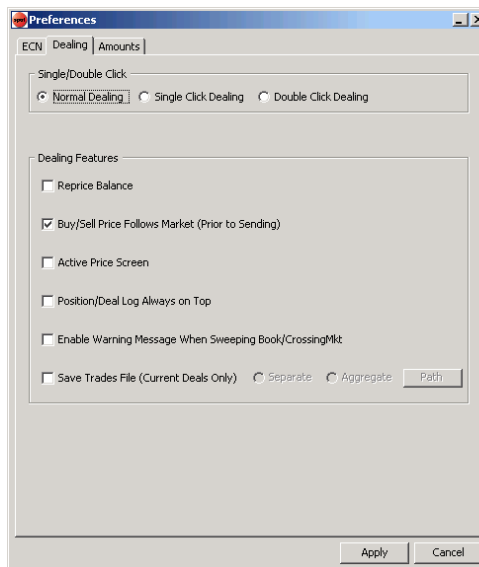 Preferences
ECN Dealing Amounts
Single/Double Click
Normal Dealing Single Click Dealing Double Click Dealing
Dealing Features
Reprice Balance
Buy/Sell Price Follows Market (Prior to Sending)
Active Price Screen
Position/Deal Log Always on Top
Enable Warning Message When Sweeping Book/CrossingMkt
Save Trades File (Current Deals Only) Separate Aggregate Path
Apply Cancel